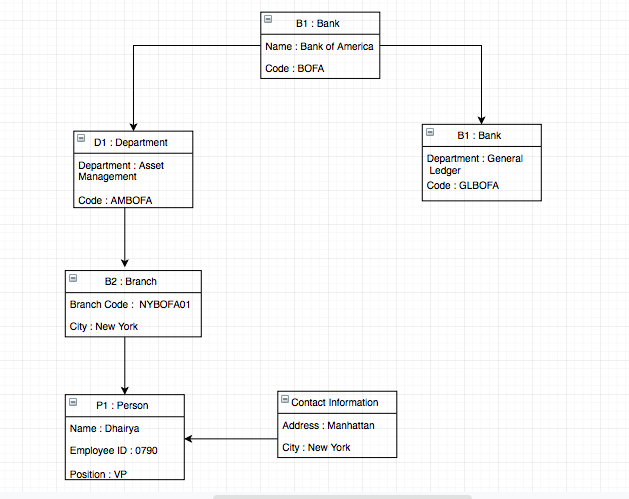 B1 : Bank
Name : Bank of America
Code : BOFA
D1 : Department
Department : Asset
Management
Code : AMBOFA
B1 : Bank
Department : General
Ledger
Code : GLBOFA
B2 : Branch
Branch Code : NYBOFA01
City : New York
P1 : Person
Name : Dhairya
Employee ID : 0790
Position : VP
Contact Information
Address : Manhattan
City : New York